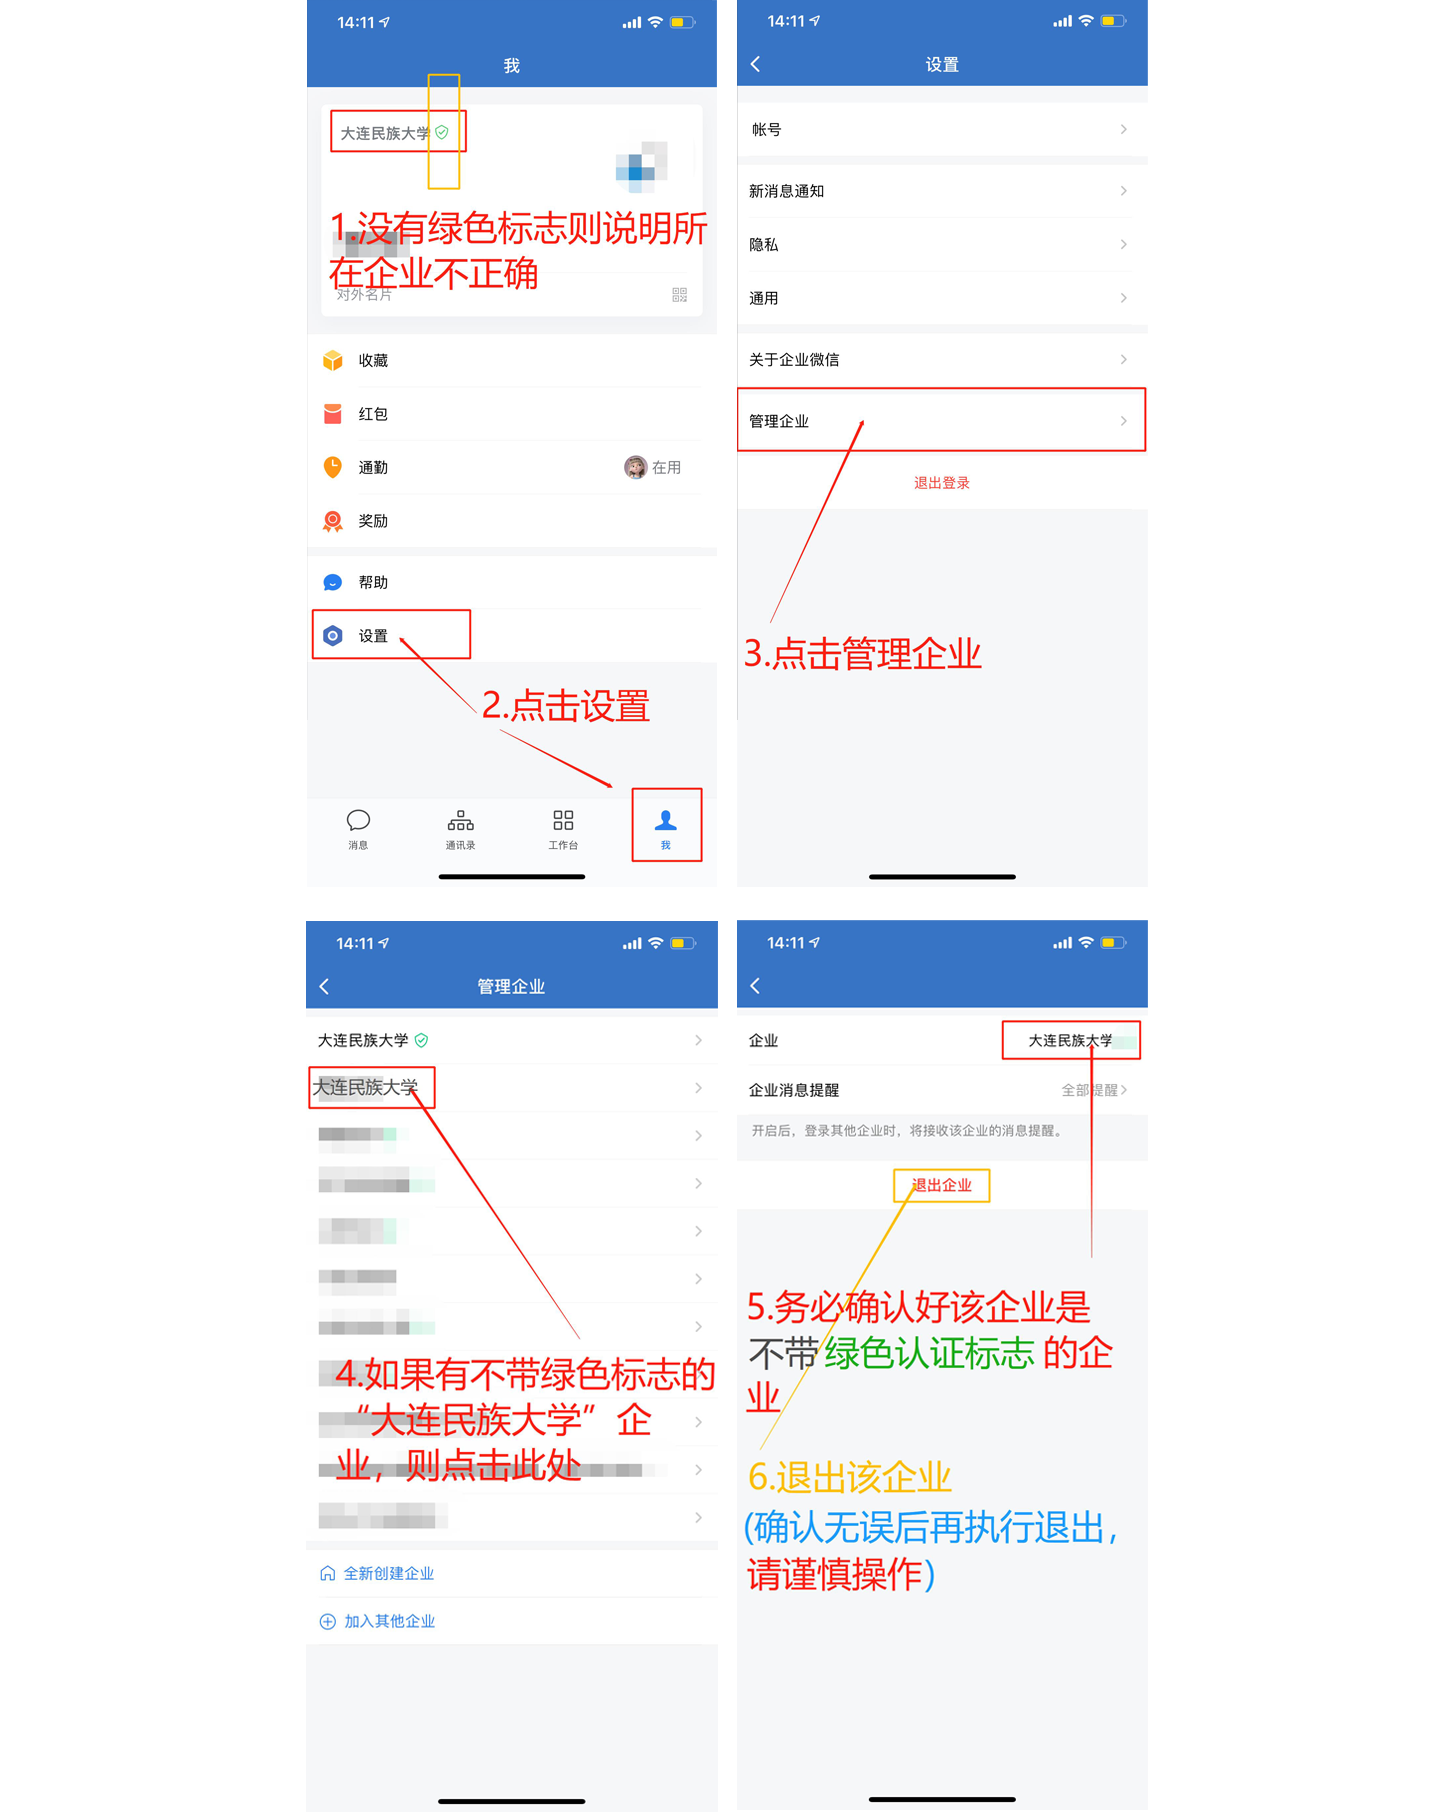 14:11
我
大连民族大学
1.没有绿色标志则说明所
在企业不正确
对外名片
收藏
红包
通勤
在用
奖励
帮助
设置
2.点击设置
消息
通讯录
工作台
我
14:11
设置
帐号
新消息通知
隐私
通用
关于企业微信
管理企业
退出登录
3.点击管理企业
14:11
管理企业
大连民族大学
大连民族大学
4.如果有不带绿色标志的
“大连民族大学”企
业，则点击此处
全新创建企业
加入其他企业
14:11
企业
大连民族大学
企业消息提醒
全部提醒
开启后，登录其他企业时，将接收该企业的消息提醒。
退出企业
5.务必确认好该企业是
不带 绿色认证标志 的企
业
6.退出该企业
(确认无误后再执行退出，
请谨慎操作)